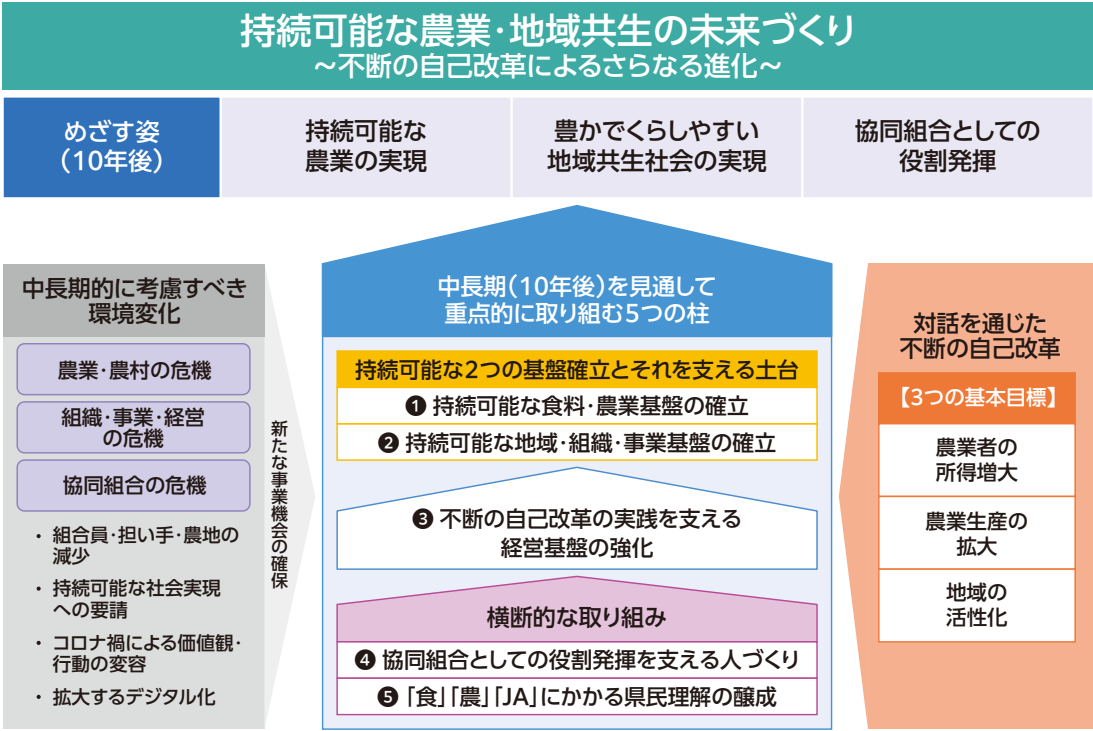 持続可能な農業・地域共生の未来づくり
～不断の自己改革によるさらなる進化～
めざす姿
（10年後）
持続可能な
農業の実現
豊かでくらしやすい
地域共生社会の実現
協同組合としての
役割発揮
中長期的に考慮すべき
環境変化
農業・農村の危機
組織・事業・経営
の危機
協同組合の危機
・ 組合員・担い手・農地の
減少
・ 持続可能な社会実現
への要請
・ コロナ禍による価値観・
行動の変容
・ 拡大するデジタル化
新たな事業機会の確保
中長期（10年後）を見通して
重点的に取り組む5つの柱
持続可能な2つの基盤確立とそれを支える土台
❶ 持続可能な食料・農業基盤の確立
❷ 持続可能な地域・組織・事業基盤の確立
❸ 不断の自己改革の実践を支える
経営基盤の強化
横断的な取り組み
❹ 協同組合としての役割発揮を支える人づくり
❺ 「食」「農」「JA」にかかる県民理解の醸成
対話を通じた
不断の自己改革
【3つの基本目標】
農業者の
所得増大
農業生産の
拡大
地域の
活性化